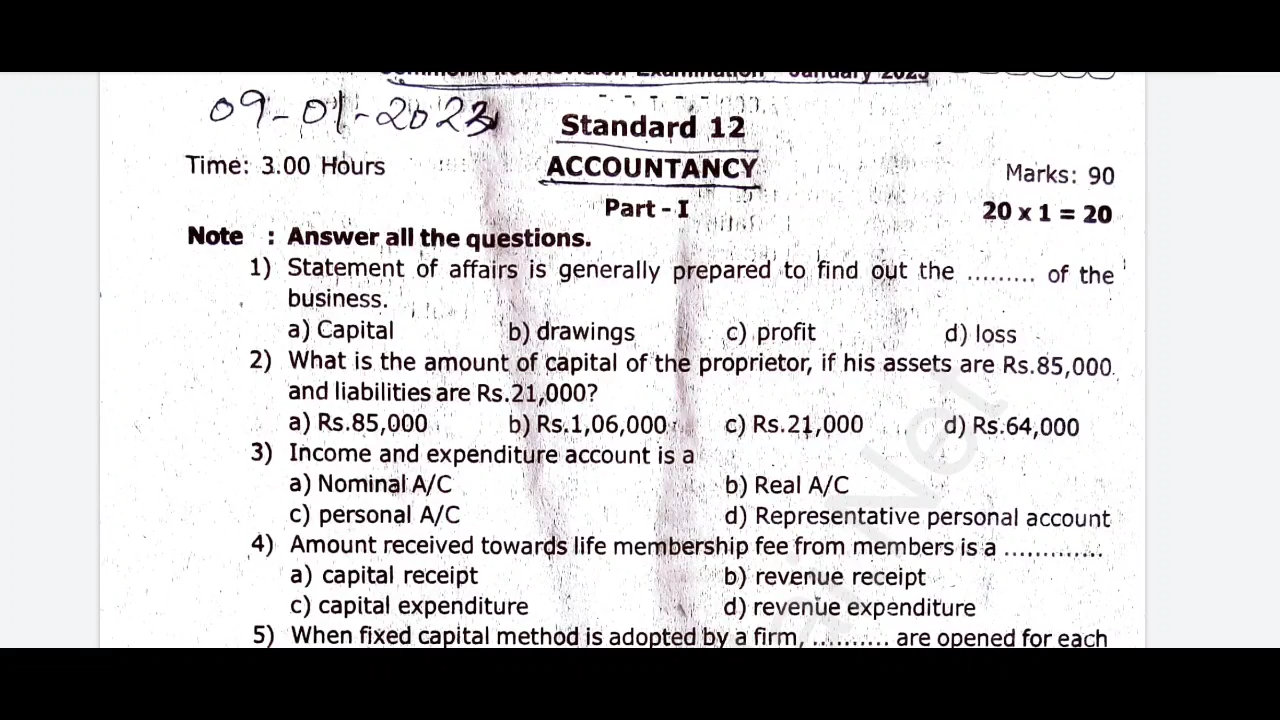 Common First Revision Examination - January 2023
09-01-2023
Standard 12
Time: 3.00 Hours
ACCOUNTANCY
Marks: 90
Part - I
20 x 1 = 20
Note : Answer all the questions.
1) Statement of affairs is generally prepared to find out the ......... of the
business.
a) Capital b) drawings c) profit d) loss
2) What is the amount of capital of the proprietor, if his assets are Rs.85,000.
and liabilities are Rs.21,000?
a) Rs.85,000 b) Rs.1,06,000 c) Rs.21,000 d) Rs.64,000
3) Income and expenditure account is a
a) Nominal A/C b) Real A/C
c) personal A/C d) Representative personal account
4) Amount received towards life membership fee from members is a .............
a) capital receipt b) revenue receipt
c) capital expenditure d) revenue expenditure
5) When fixed capital method is adopted by a firm, .......... are opened for each